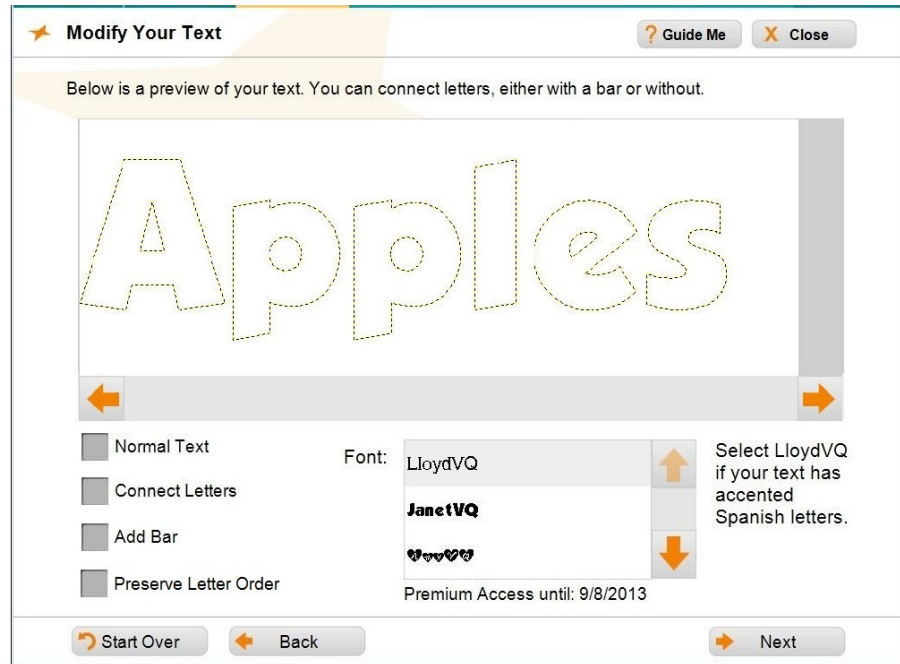 Modify Your Text
? Guide Me
X Close
Below is a preview of your text. You can connect letters, either with a bar or without.
Apples
Normal Text
Connect Letters
Add Bar
Preserve Letter Order
Font:
LloydVQ
JanetVQ
Select LloydVQ
if your text has
accented
Spanish letters.
Premium Access until: 9/8/2013
Start Over
Back
Next